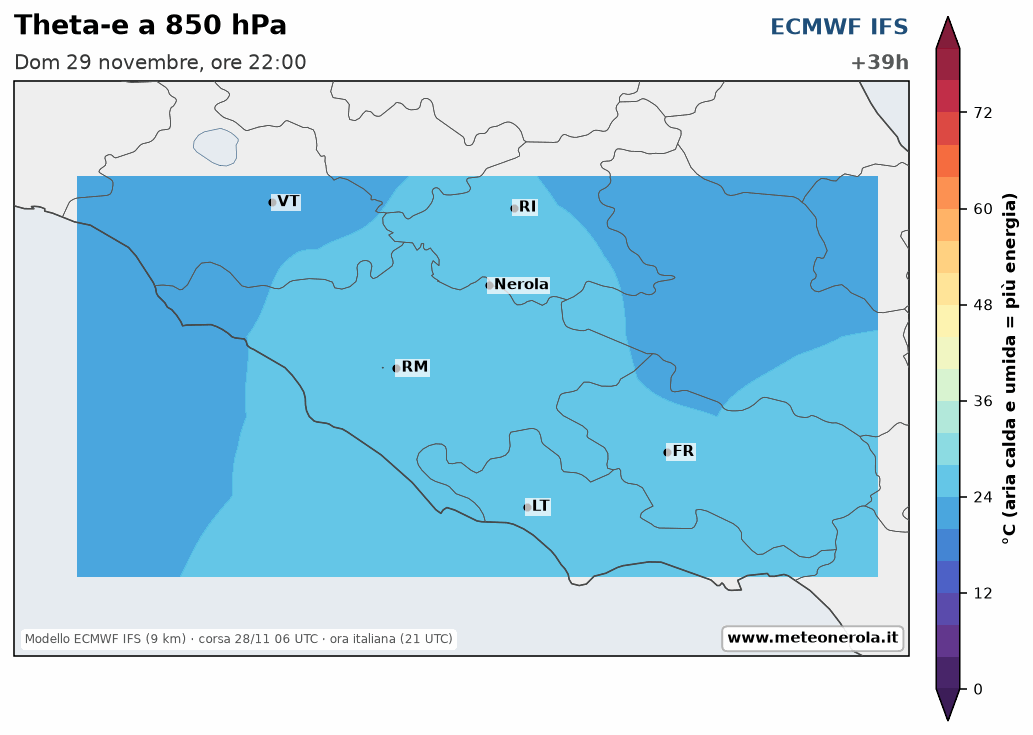 Theta-e a 850 hPa
ECMWF IFS
Dom 29 novembre, ore 22:00
+39h
VT
RI
Nerola
RM
FR
LT
72
60
48
36
24
12
0
°C (aria calda e umida = più energia)
Modello ECMWF IFS (9 km) · corsa 28/11 06 UTC · ora italiana (21 UTC)
www.meteonerola.it